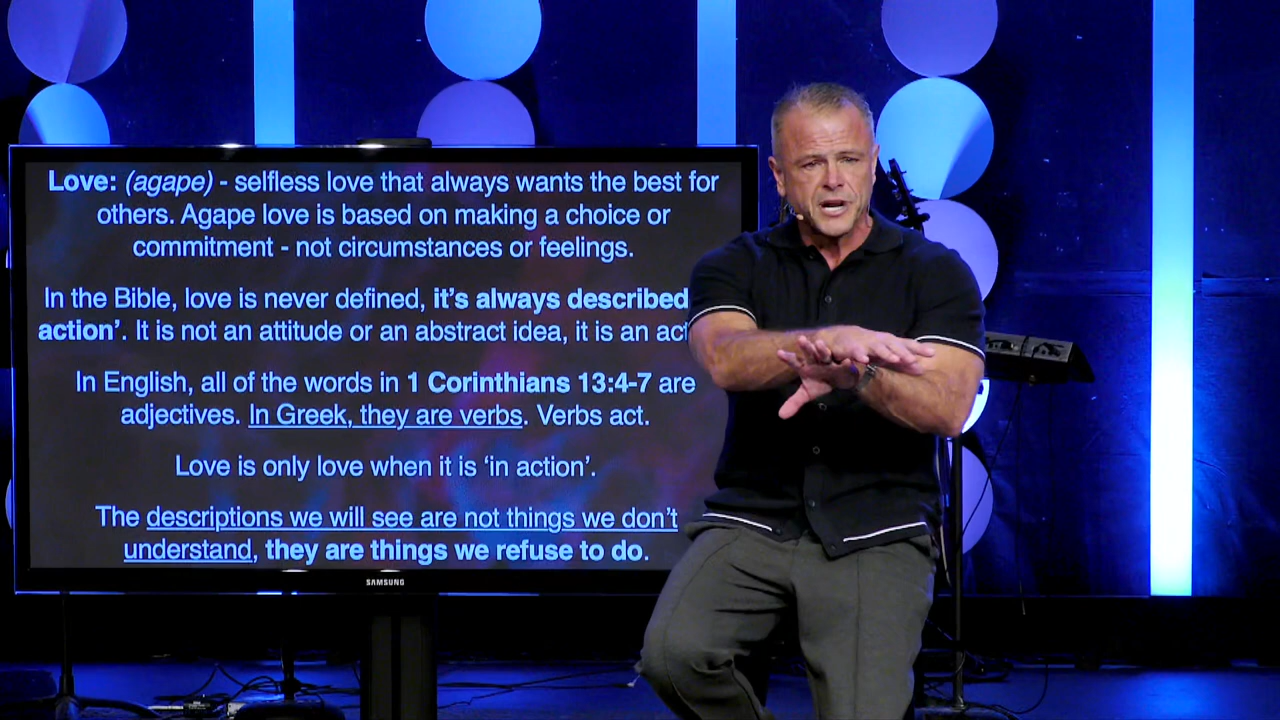 Love: (agape) - selfless love that always wants the best for
others. Agape love is based on making a choice or
commitment - not circumstances or feelings.
In the Bible, love is never defined, it's always described
action'. It is not an attitude or an abstract idea, it is an
In English, all of the words in 1 Corinthians 13:4-7 are
adjectives. In Greek, they are verbs. Verbs act.
Love is only love when it is 'in action'.
The descriptions we will see are not things we don't
understand, they are things we refuse to do.
SAMSUNG